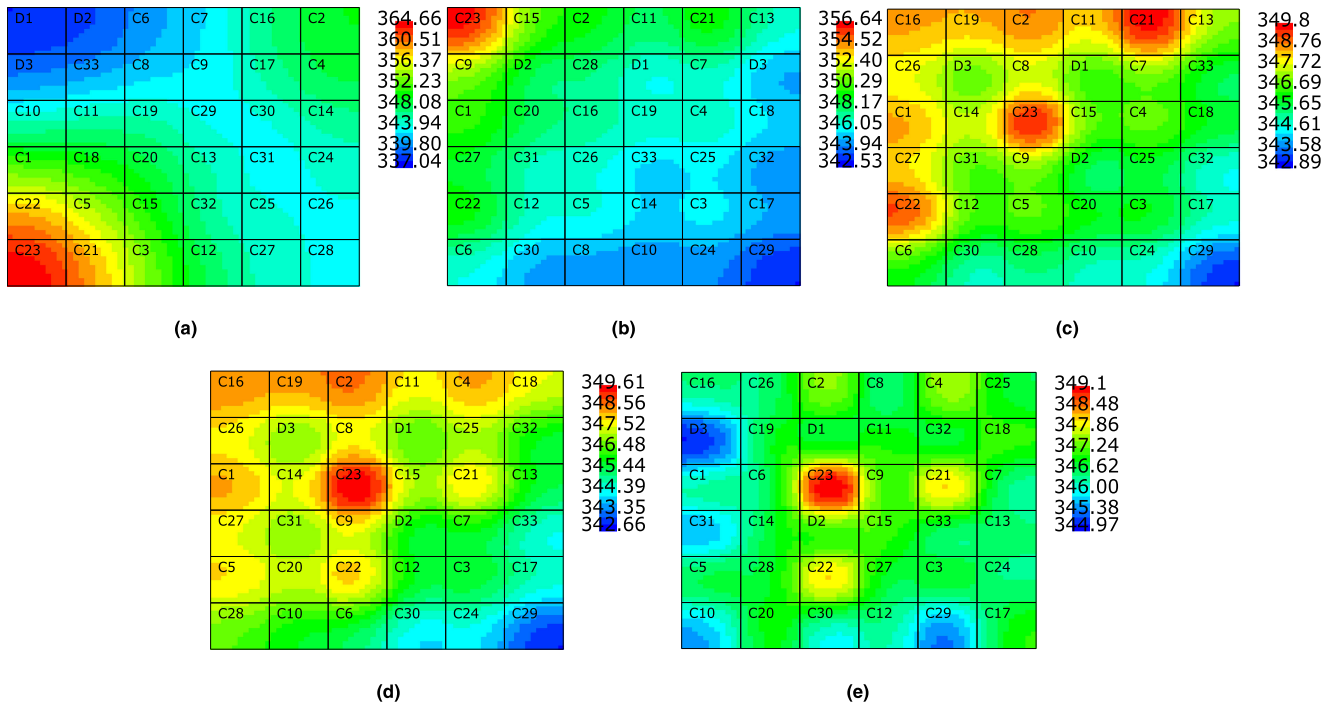 D1 D2 C6 C7 C16 C2
D3 C33 C8 C9 C17 C4
C10 C11 C19 C29 C30 C14
C1 C18 C20 C13 C31 C24
C22 C5 C15 C32 C25 C26
C23 C21 C3 C12 C27 C28
364.66
360.51
356.37
352.23
348.08
343.94
339.80
337.04
(a)
C23 C15 C2 C11 C21 C13
C9 D2 C28 D1 C7 D3
C1 C20 C16 C19 C4 C18
C27 C31 C26 C33 C25 C32
C22 C12 C5 C14 C3 C17
C6 C30 C8 C10 C24 C29
356.64
354.52
352.40
350.29
348.17
346.05
343.94
342.53
(b)
C16 C19 C2 C11 C21 C13
C26 D3 C8 D1 C7 C33
C1 C14 C23 C15 C4 C18
C27 C31 C9 D2 C25 C32
C22 C12 C5 C20 C3 C17
C6 C30 C28 C10 C24 C29
349.8
348.76
347.72
346.69
345.65
344.61
343.58
342.89
(c)
C16 C19 C2 C11 C4 C18
C26 D3 C8 D1 C25 C32
C1 C14 C23 C15 C21 C13
C27 C31 C9 D2 C7 C33
C5 C20 C22 C12 C3 C17
C28 C10 C6 C30 C24 C29
349.61
348.56
347.52
346.48
345.44
344.39
343.35
342.66
(d)
C16 C26 C2 C8 C4 C25
D3 C19 D1 C11 C32 C18
C1 C6 C23 C9 C21 C7
C31 C14 D2 C15 C33 C13
C5 C28 C22 C27 C3 C24
C10 C20 C30 C12 C29 C17
349.1
348.48
347.86
347.24
346.62
346.00
345.38
344.97
(e)